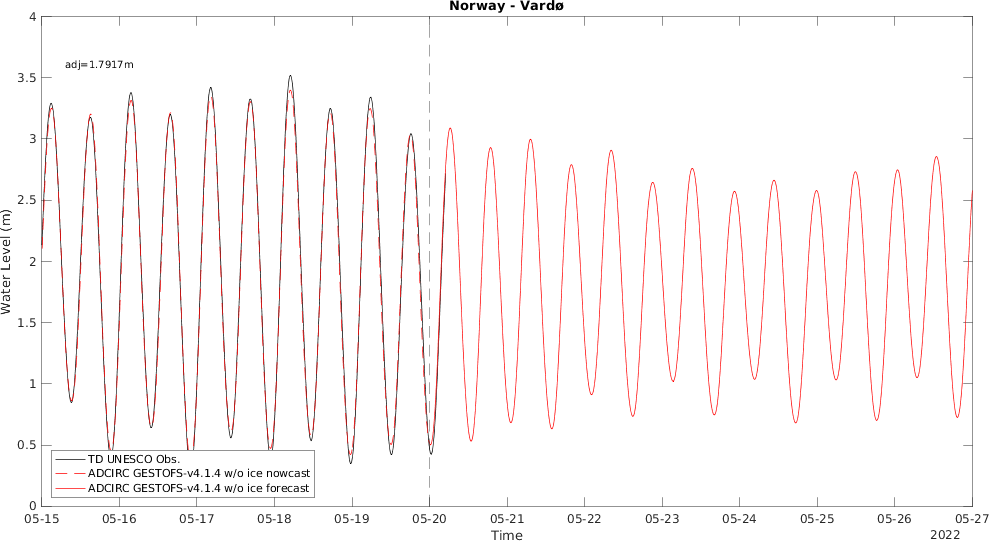 Norway - Vardø
adj=1.7917m
Water Level (m)
4
3.5
3
2.5
2
1.5
1
0.5
0
TD UNESCO Obs.
ADCIRC GESTOFS-v4.1.4 w/o ice nowcast
ADCIRC GESTOFS-v4.1.4 w/o ice forecast
05-15 05-16 05-17 05-18 05-19 05-20 05-21 05-22 05-23 05-24 05-25 05-26 05-27
Time
2022